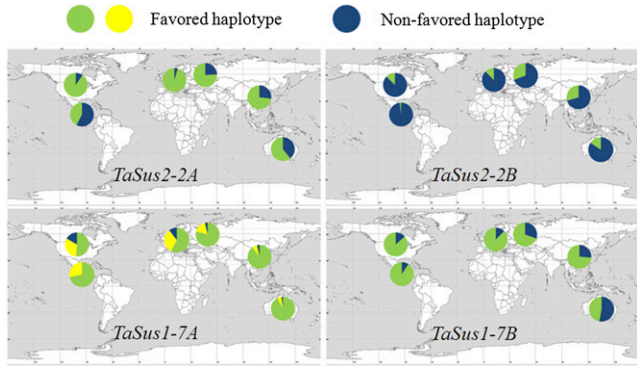 Favored haplotype Non-favored haplotype
TaSus2-2A TaSus2-2B
TaSus1-7A TaSus1-7B